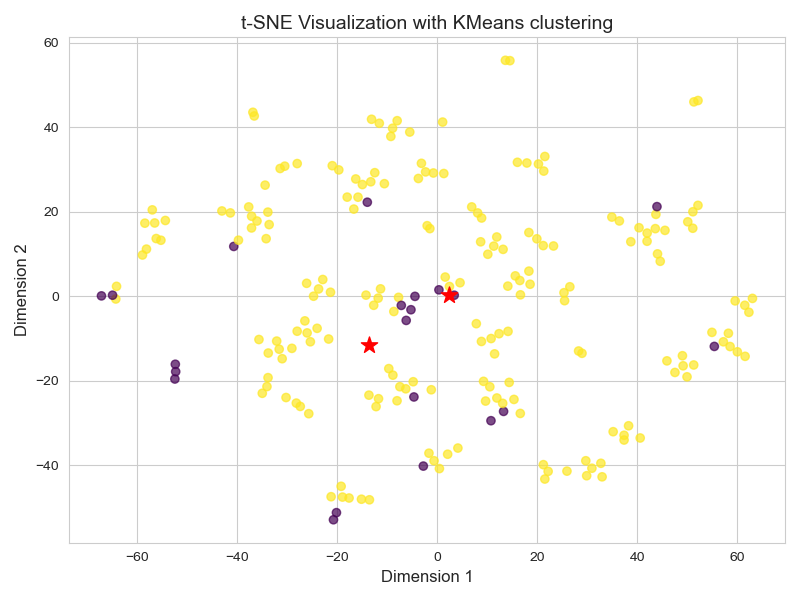 t-SNE Visualization with KMeans clustering
60
40
20
0
−20
−40
Dimension 2
−60 −40 −20 0 20 40 60
Dimension 1